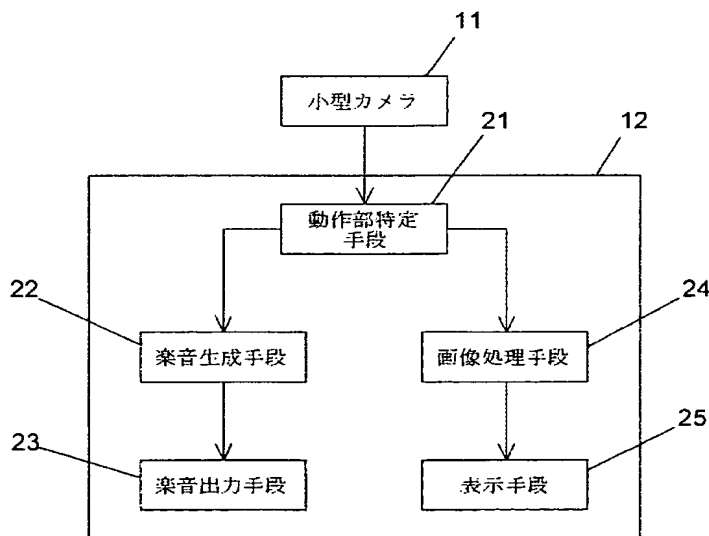 11
小型カメラ
21
12
動作部特定
手段
22
24
楽音生成手段
画像処理手段
23
25
楽音出力手段
表示手段